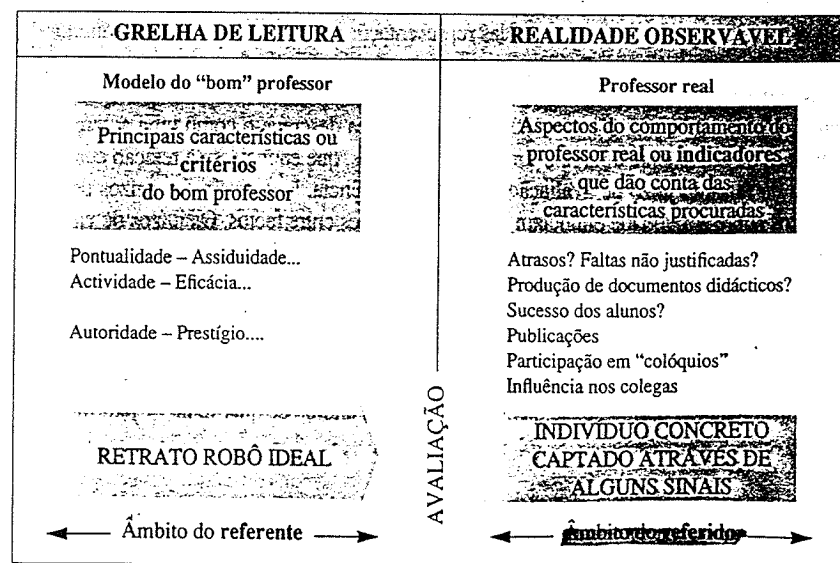 GRELHA DE LEITURA
Modelo do “bom” professor
Principais características ou
critérios
do bom professor
Pontualidade – Assiduidade...
Actividade – Eficácia...
Autoridade – Prestígio....
RETRATO ROBÔ IDEAL
Âmbito do referente
AVALIAÇÃO
REALIDADE OBSERVÁVEL
Professor real
Aspectos do comportamento do
professor real ou indicadores
que dão conta das
características procuradas
Atrasos? Faltas não justificadas?
Produção de documentos didácticos?
Sucesso dos alunos?
Publicações
Participação em “colóquios”
Influência nos colegas
INDIVÍDUO CONCRETO
CAPTADO ATRAVÉS DE
ALGUNS SINAIS
Âmbito do referido